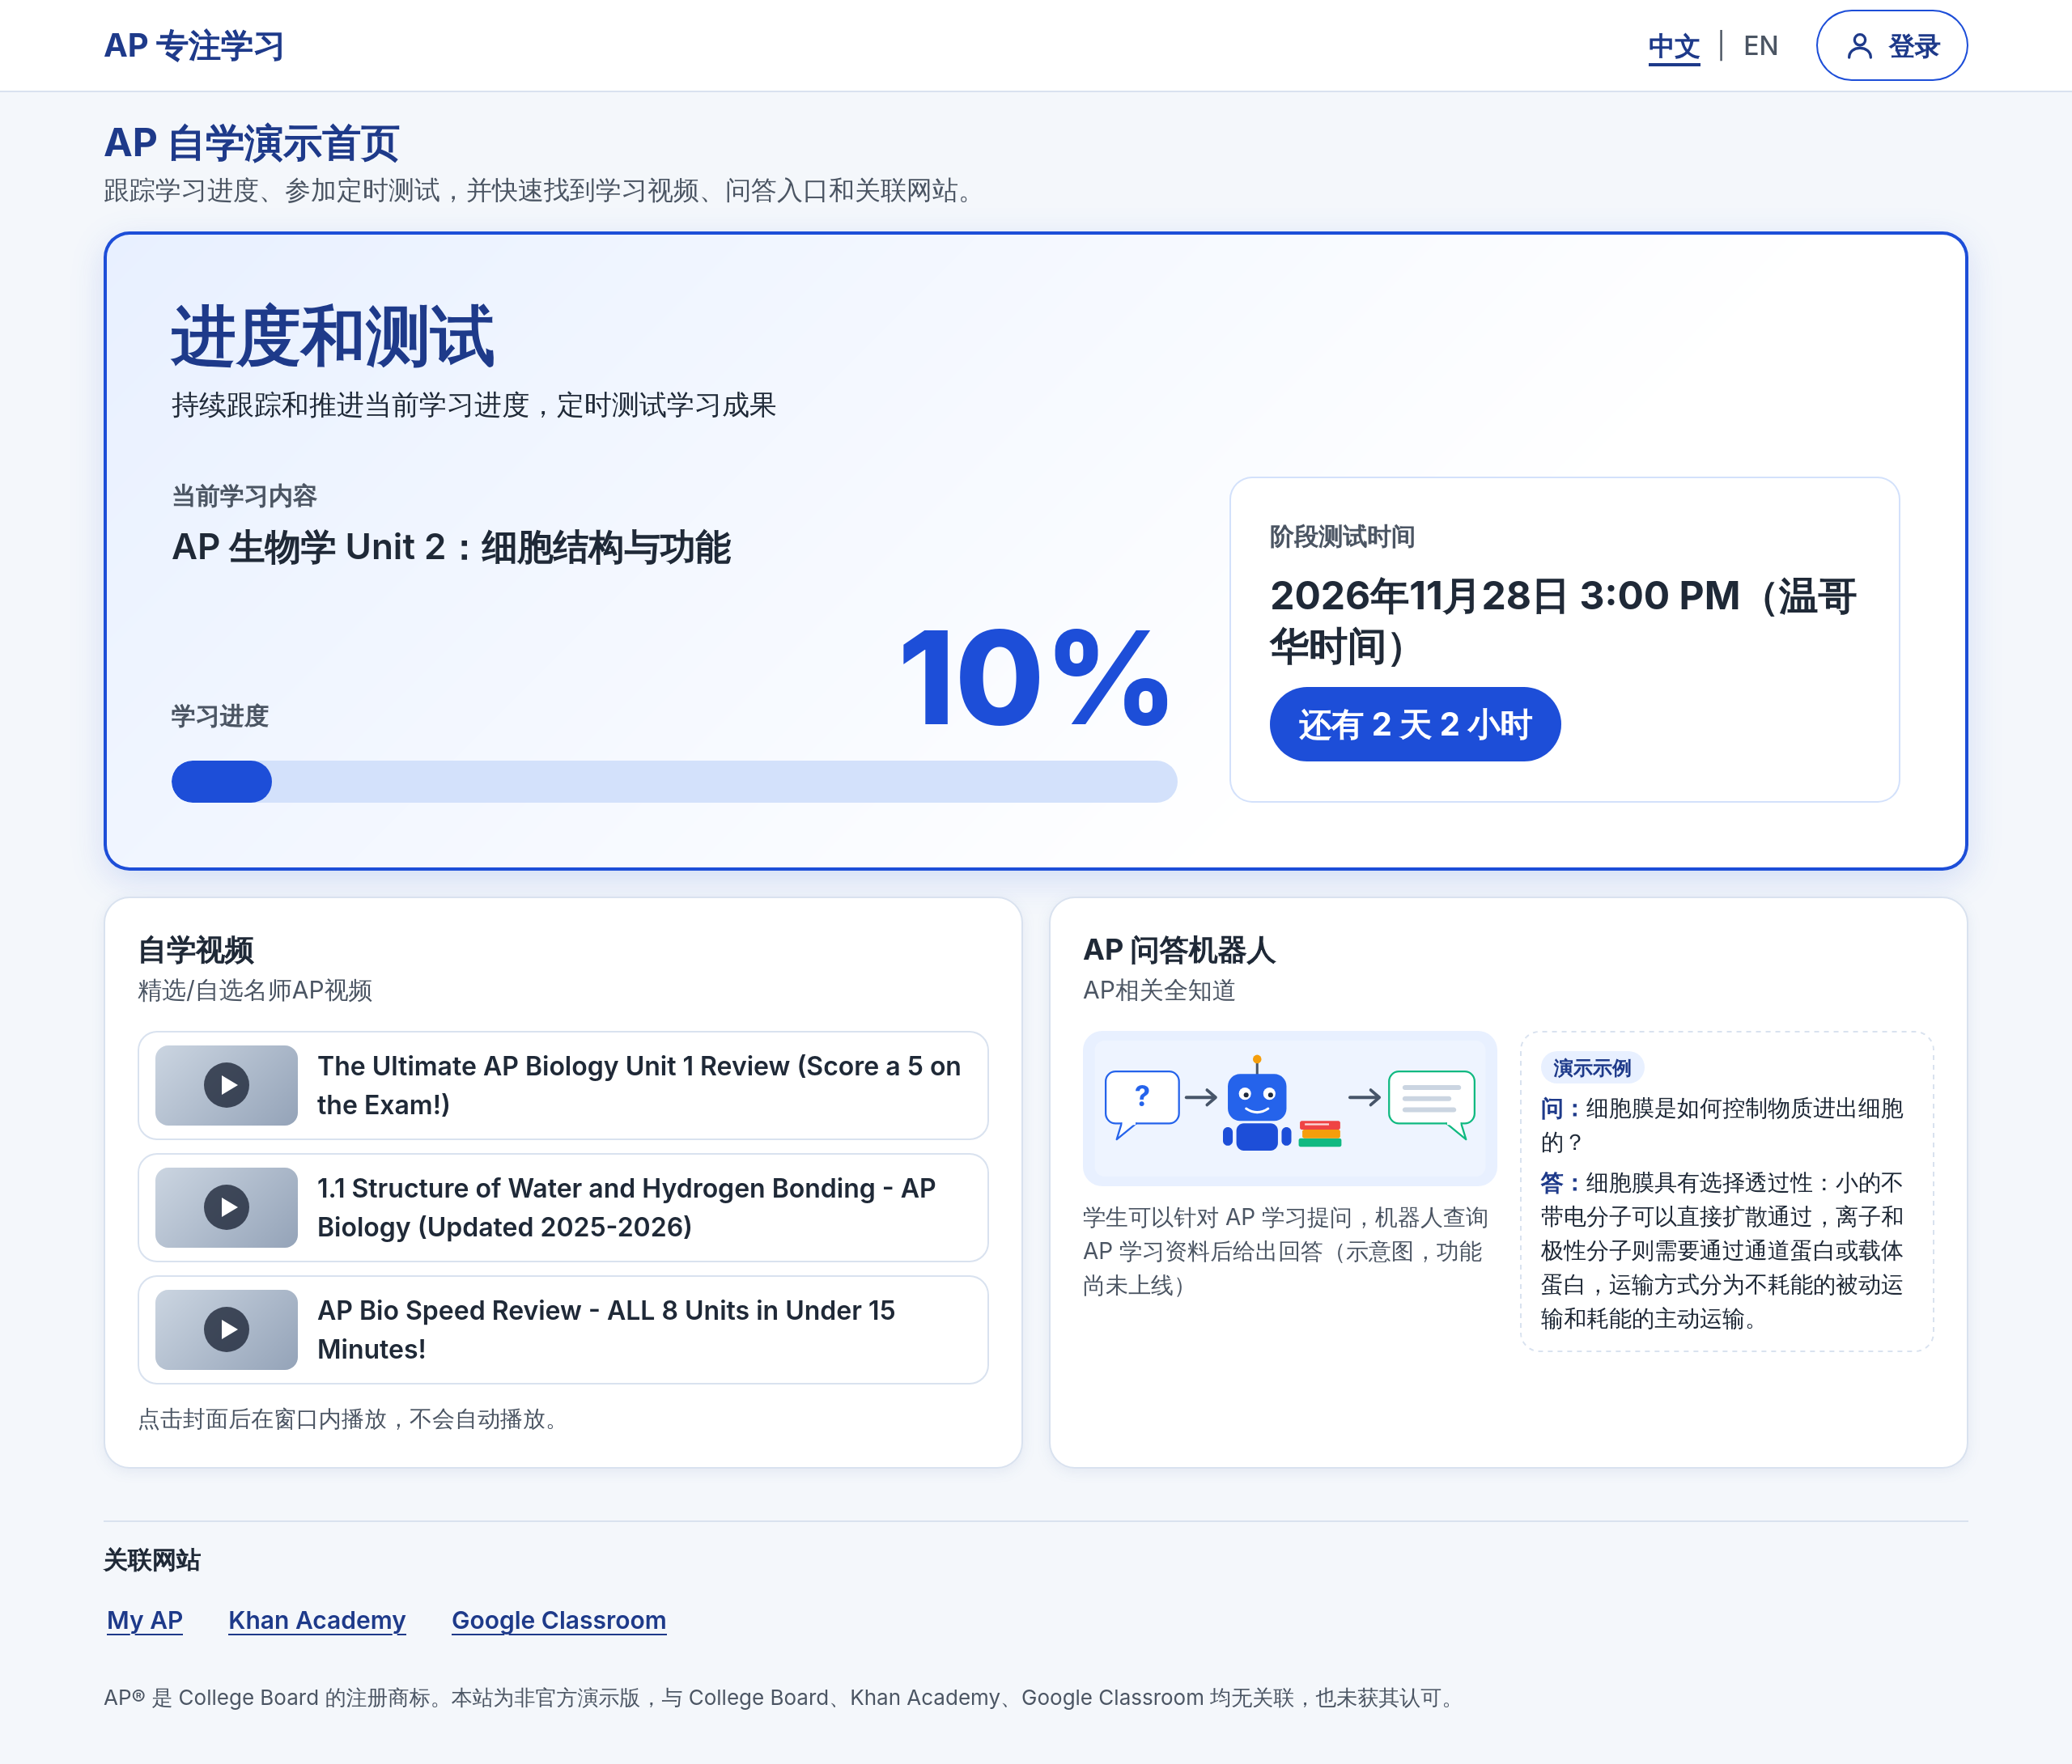 AP 专注学习
中文 | EN
登录
AP 自学演示首页
跟踪学习进度、参加定时测试，并快速找到学习视频、问答入口和关联网站。
进度和测试
持续跟踪和推进当前学习进度，定时测试学习成果
当前学习内容
AP 生物学 Unit 2：细胞结构与功能
学习进度
10%
阶段测试时间
2026年11月28日 3:00 PM（温哥
华时间）
还有 2 天 2 小时
自学视频
精选/自选名师AP视频
The Ultimate AP Biology Unit 1 Review (Score a 5 on
the Exam!)
1.1 Structure of Water and Hydrogen Bonding - AP
Biology (Updated 2025-2026)
AP Bio Speed Review - ALL 8 Units in Under 15
Minutes!
点击封面后在窗口内播放，不会自动播放。
AP 问答机器人
AP相关全知道
?
学生可以针对 AP 学习提问，机器人查询
AP 学习资料后给出回答（示意图，功能
尚未上线）
演示示例
问：细胞膜是如何控制物质进出细胞
的？
答：细胞膜具有选择透过性：小的不
带电分子可以直接扩散通过，离子和
极性分子则需要通过通道蛋白或载体
蛋白，运输方式分为不耗能的被动运
输和耗能的主动运输。
关联网站
My AP
Khan Academy
Google Classroom
AP® 是 College Board 的注册商标。本站为非官方演示版，与 College Board、Khan Academy、Google Classroom 均无关联，也未获其认可。